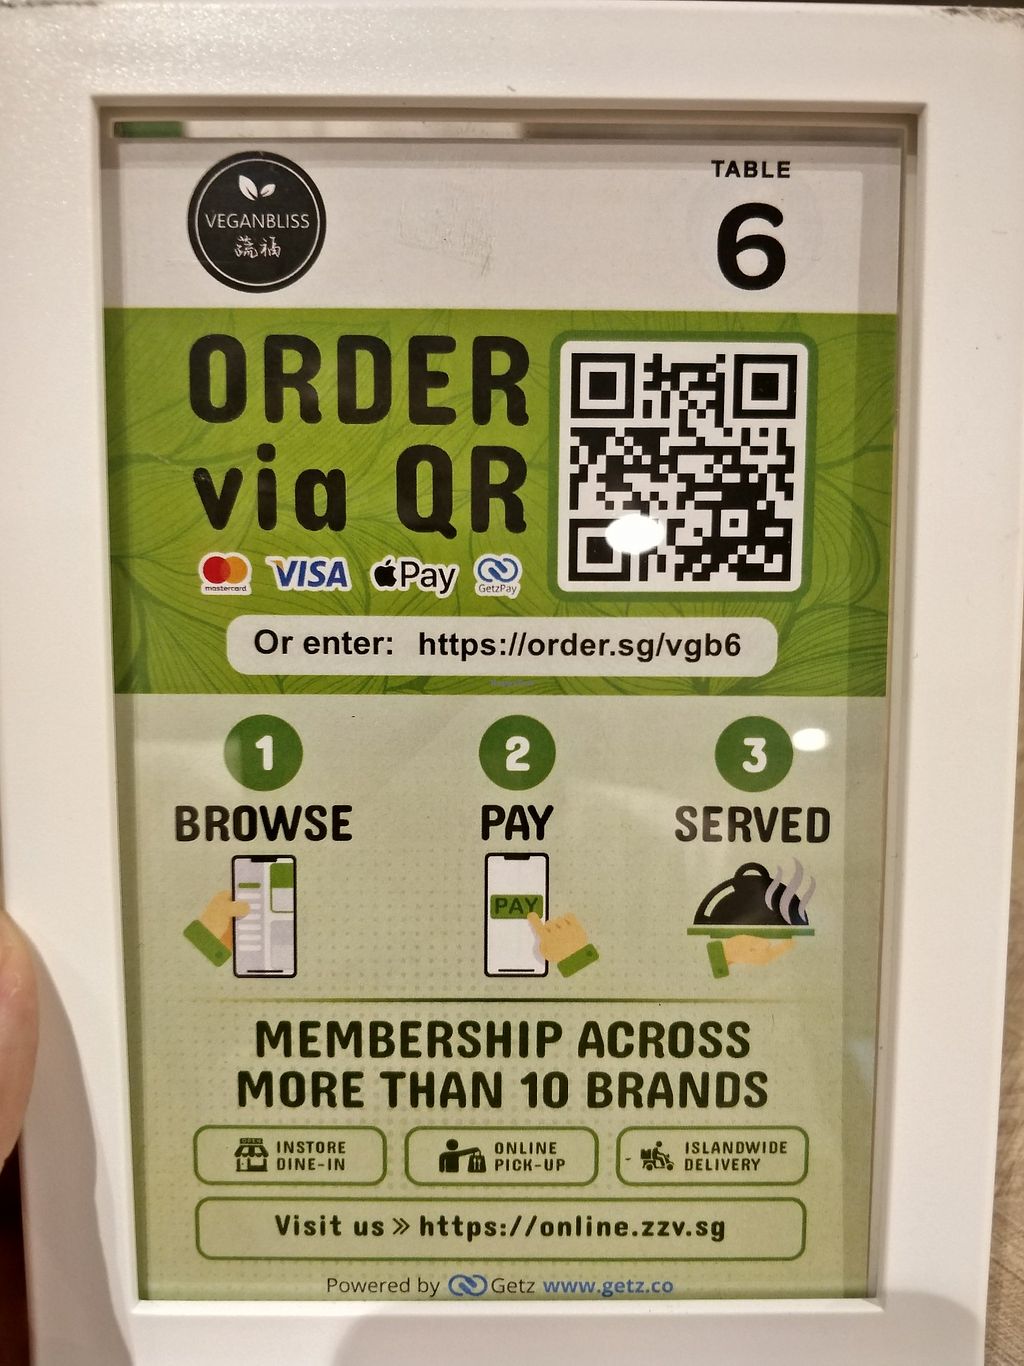 TABLE
6
VEGANBLISS
蔬福
ORDER
via QR
mastercard VISA Pay GetzPay
Or enter: https://order.sg/vgb6
1 2 3
BROWSE PAY SERVED
PAY
MEMBERSHIP ACROSS
MORE THAN 10 BRANDS
OPEN
INSTORE
DINE-IN
ONLINE
PICK-UP
ISLANDWIDE
DELIVERY
Visit us » https://online.zzv.sg
Powered by Getz www.getz.co